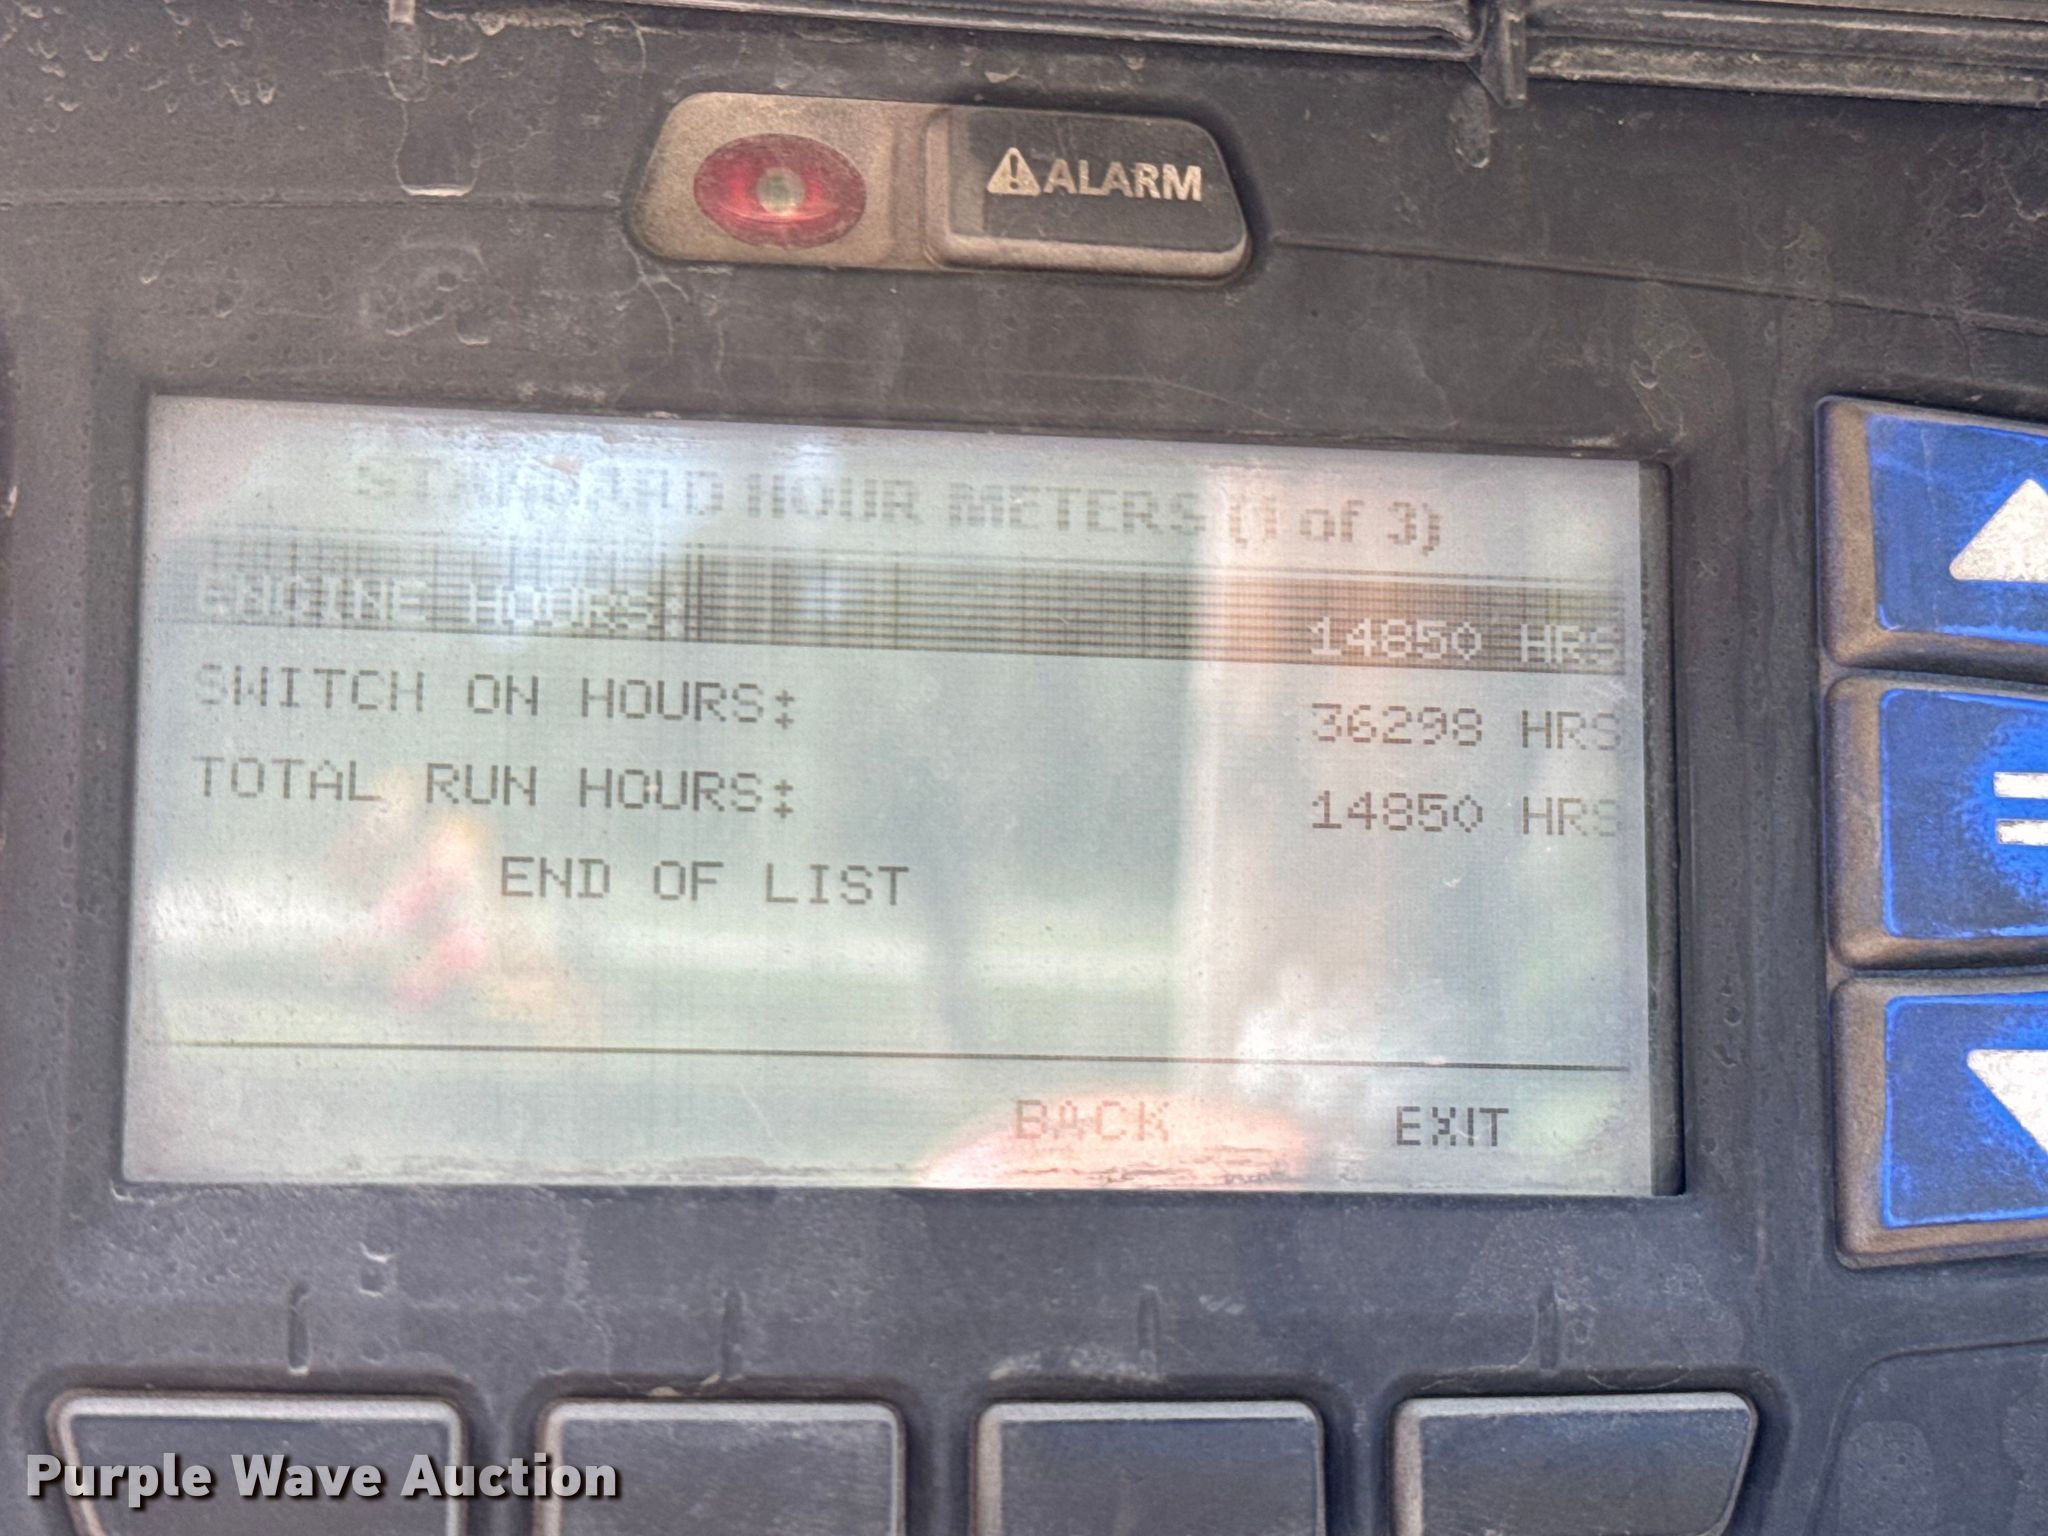 ALARM
STANDARD HOUR METERS (1 of 3)
ENGINE HOURS: 14850 HRS
SWITCH ON HOURS: 36298 HRS
TOTAL RUN HOURS: 14850 HRS
END OF LIST
BACK EXIT
Purple Wave Auction